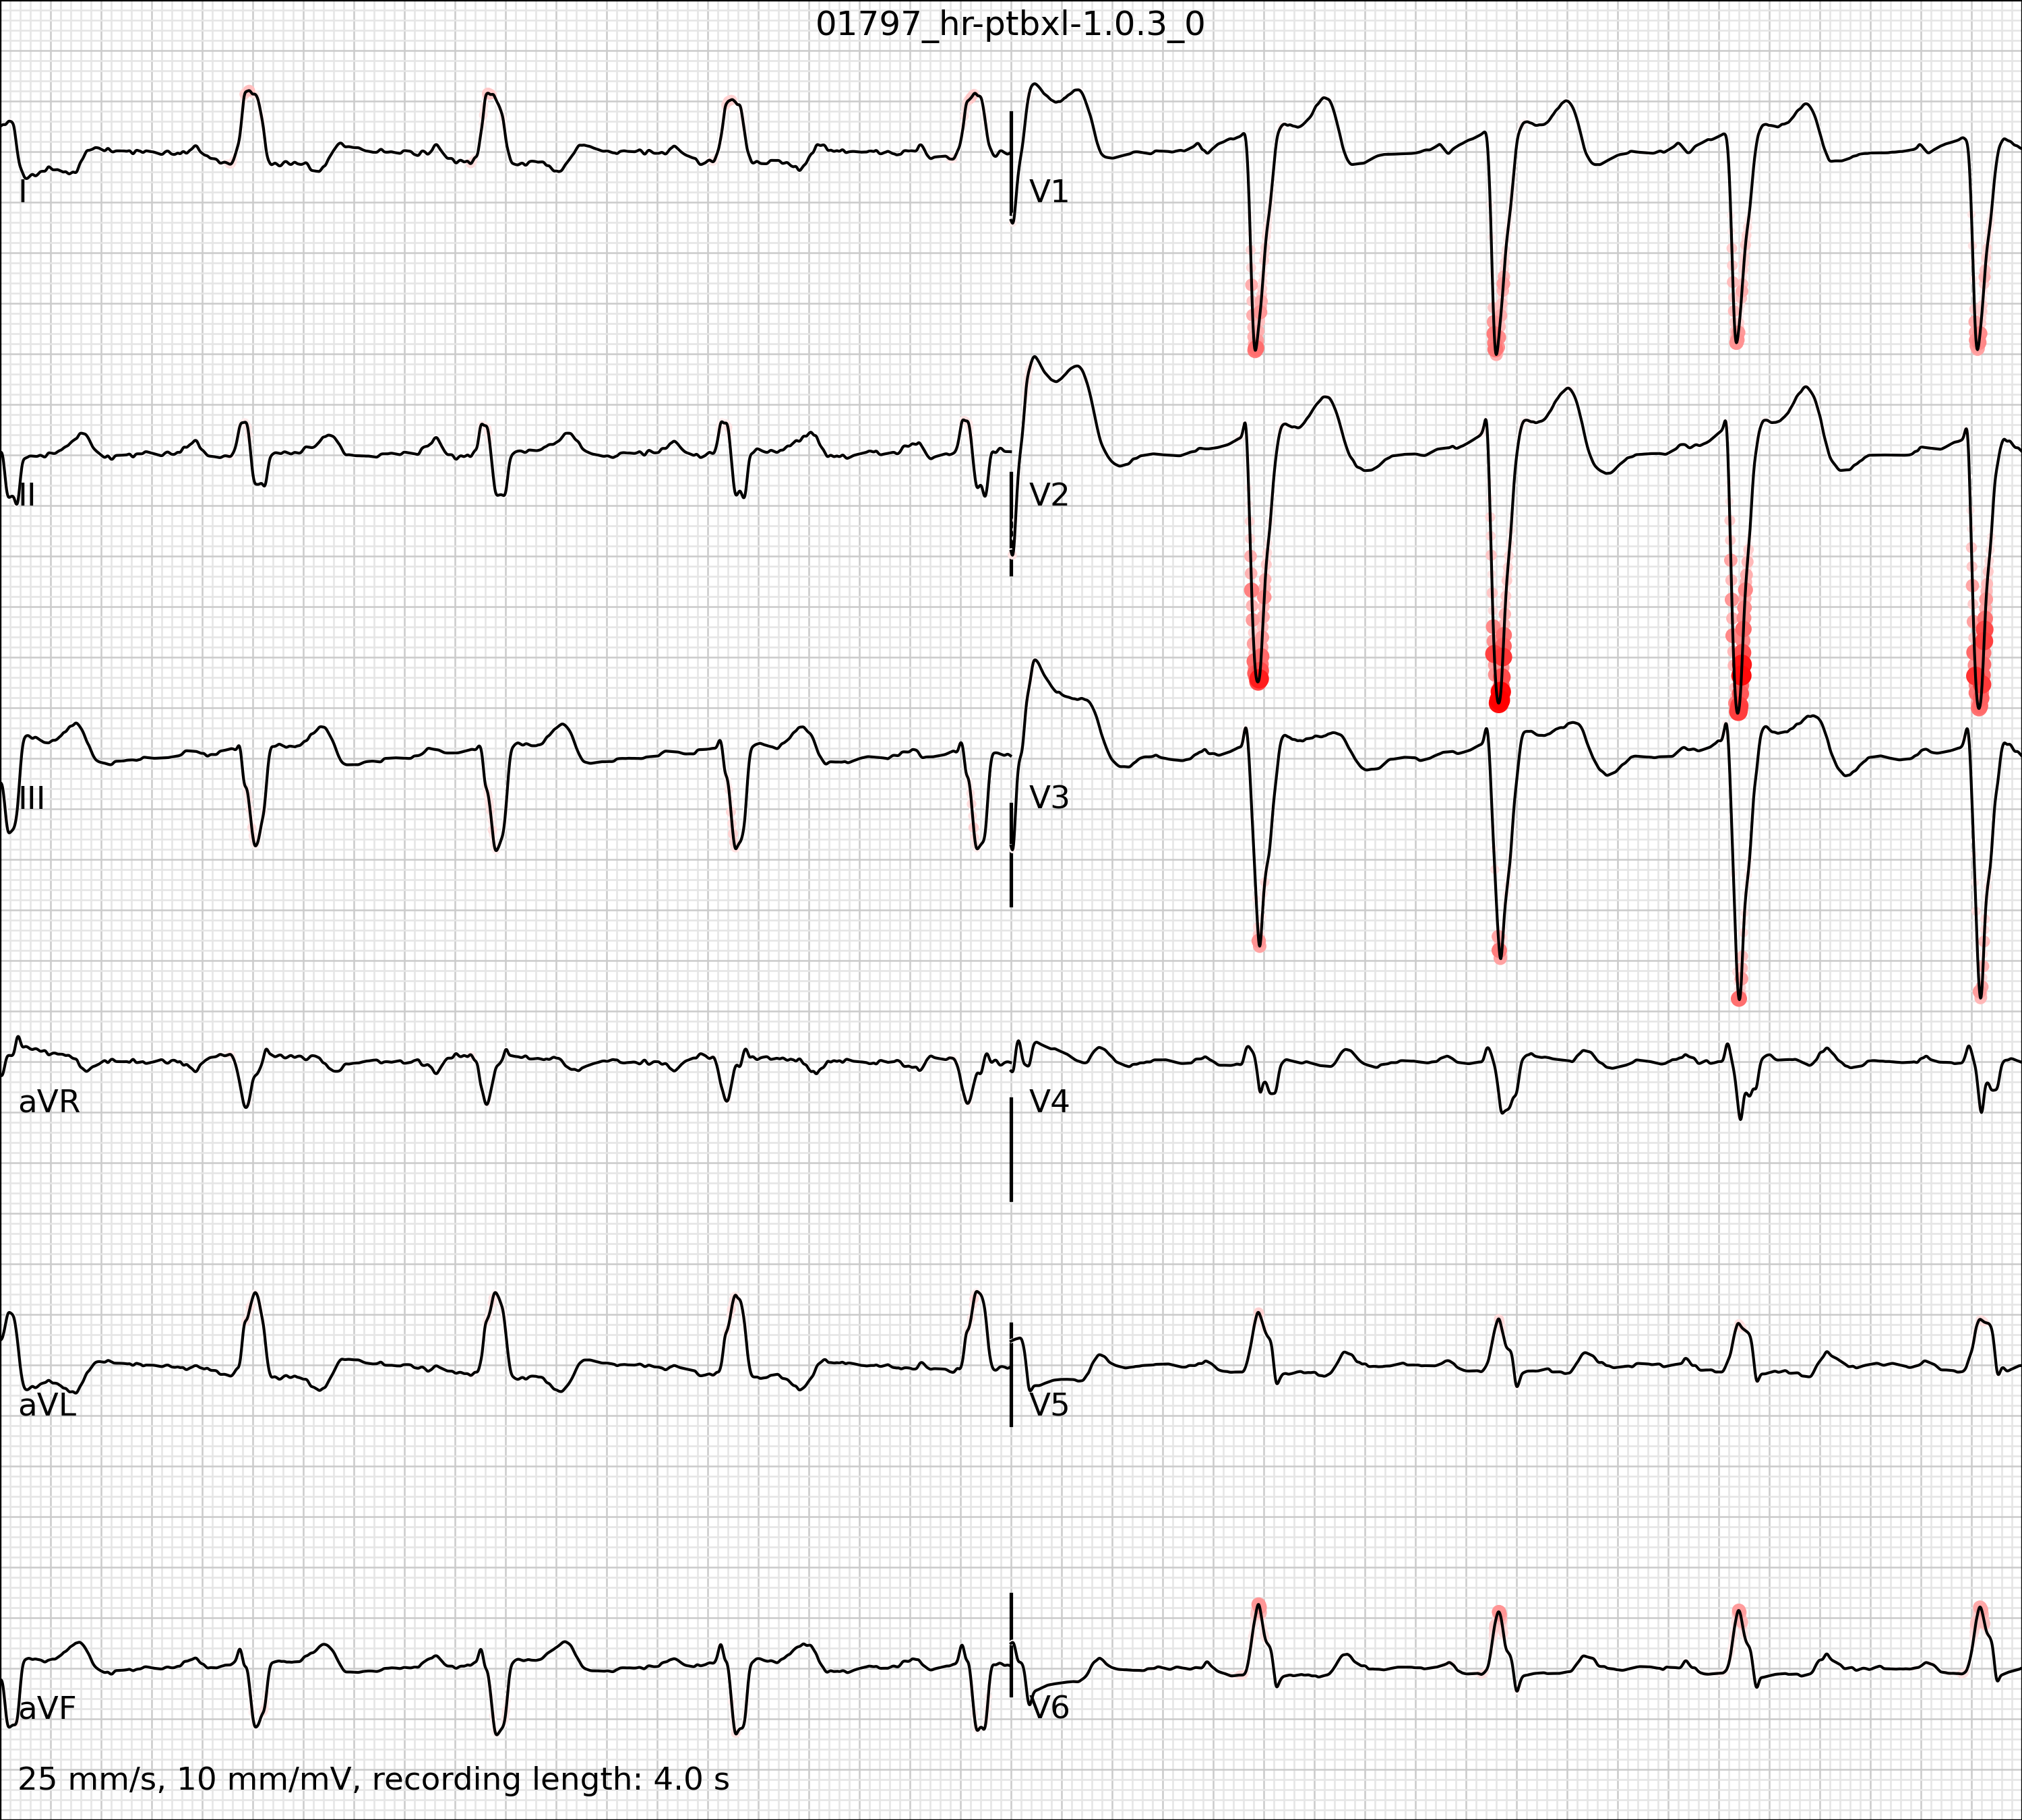 01797_hr-ptbxl-1.0.3_0
I
V1
II
V2
III
V3
aVR
V4
aVL
V5
aVF
V6
25 mm/s, 10 mm/mV, recording length: 4.0 s